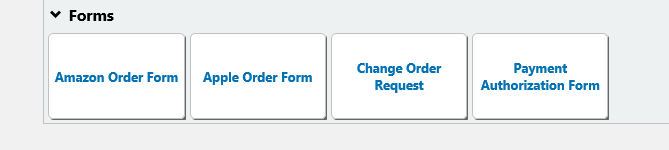 Forms
Amazon Order Form
Apple Order Form
Change Order
Request
Payment
Authorization Form